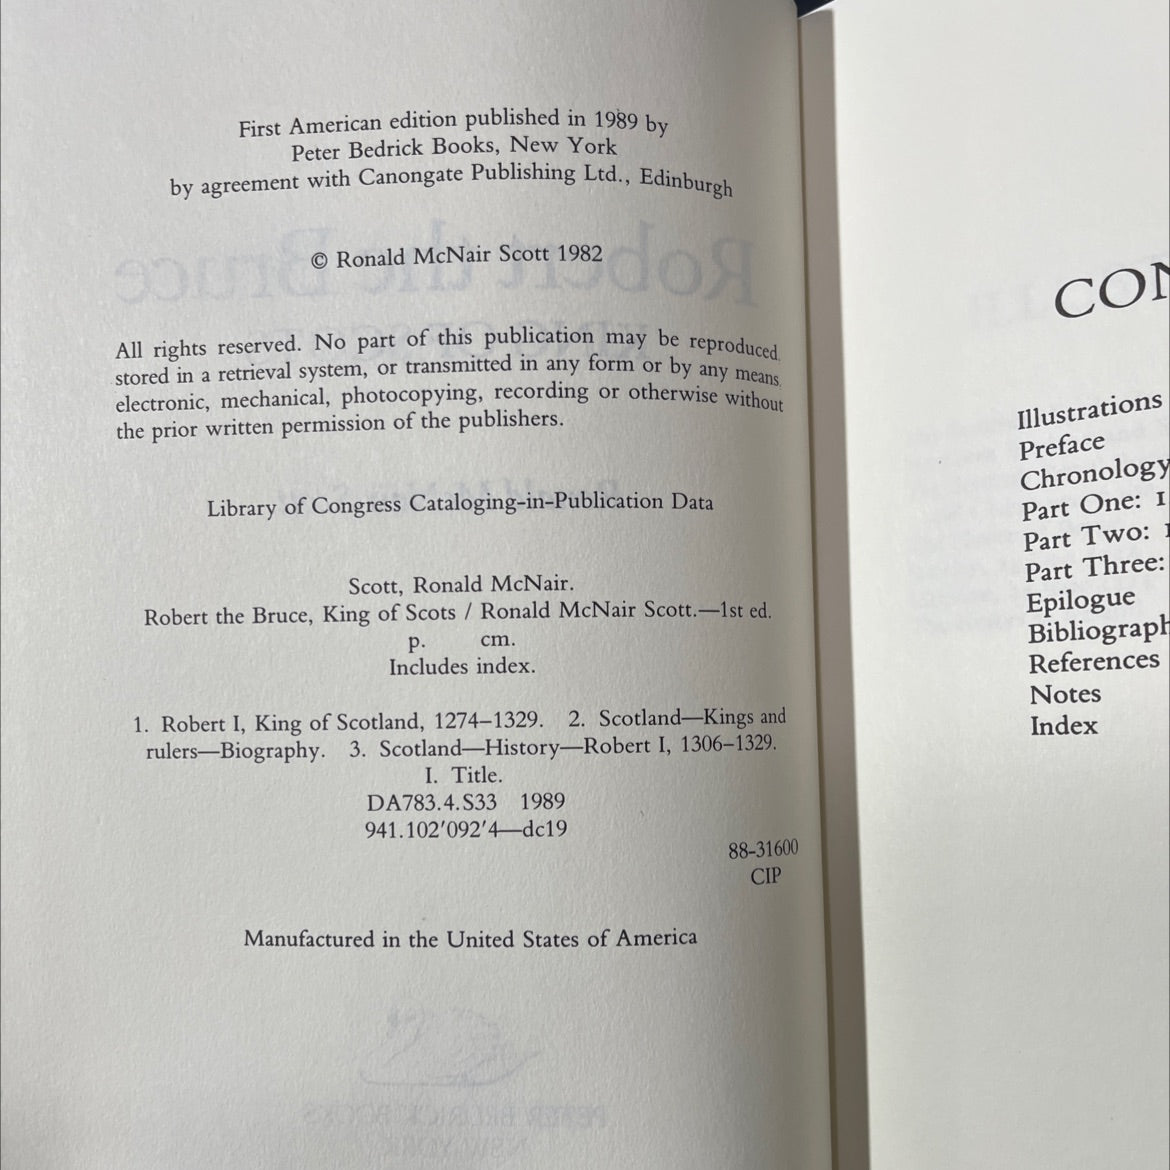 First American edition published in 1989 by
Peter Bedrick Books, New York
by agreement with Canongate Publishing Ltd., Edinburgh
© Ronald McNair Scott 1982
All rights reserved. No part of this publication may be reproduced,
stored in a retrieval system, or transmitted in any form or by any means,
electronic, mechanical, photocopying, recording or otherwise without
the prior written permission of the publishers.
Library of Congress Cataloging-in-Publication Data
Scott, Ronald McNair.
Robert the Bruce, King of Scots / Ronald McNair Scott.—1st ed.
p. cm.
Includes index.
1. Robert I, King of Scotland, 1274–1329. 2. Scotland—Kings and
rulers—Biography. 3. Scotland—History—Robert I, 1306–1329.
I. Title.
DA783.4.S33 1989
941.102′092′4—dc19
88-31600
CIP
Manufactured in the United States of America
CON
Illustrations
Preface
Chronology
Part One: 1
Part Two: 1
Part Three:
Epilogue
Bibliograph
References
Notes
Index